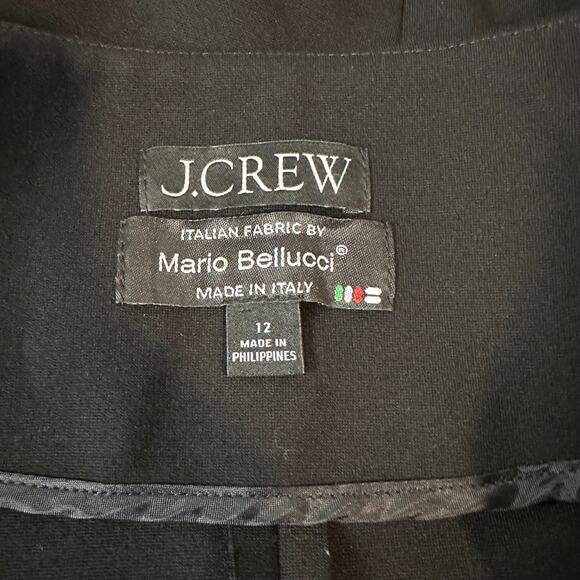 J.CREW
ITALIAN FABRIC BY
Mario Bellucci®
MADE IN ITALY
12
MADE IN
PHILIPPINES